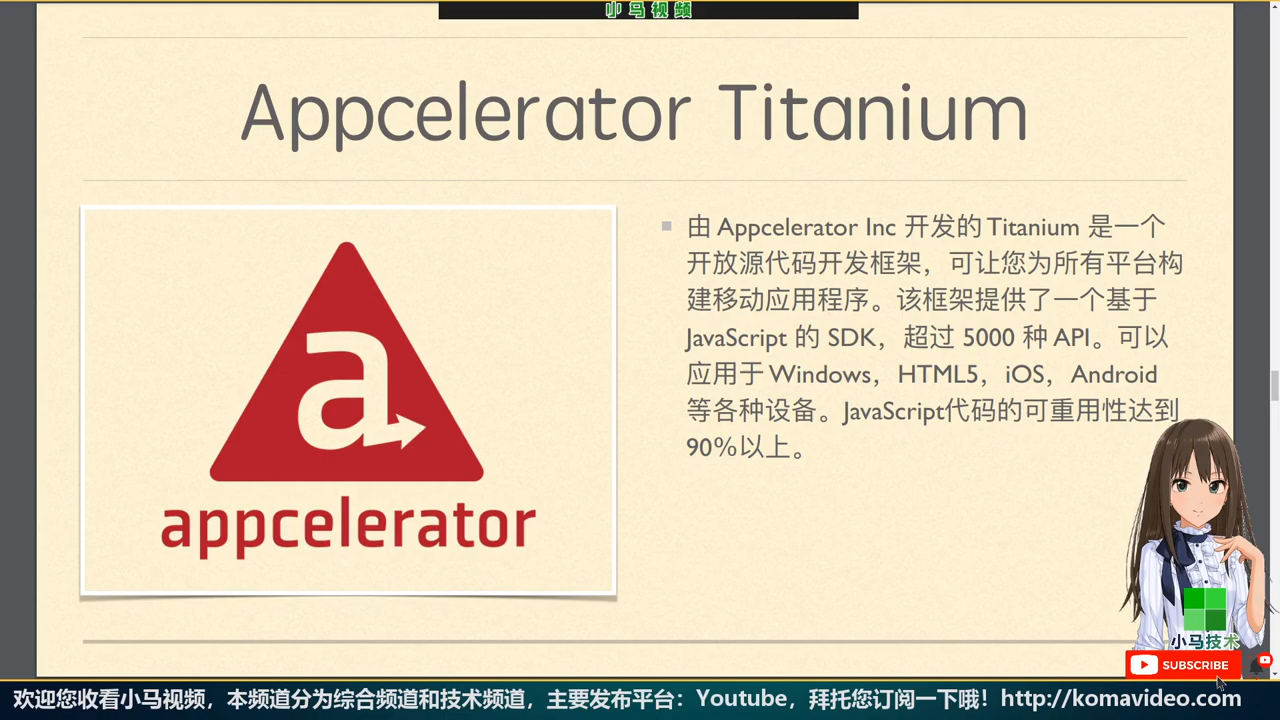 小马视频
Appcelerator Titanium
a
appcelerator
由 Appcelerator Inc 开发的 Titanium 是一个
开放源代码开发框架，可让您为所有平台构
建移动应用程序。该框架提供了一个基于
JavaScript 的 SDK，超过 5000 种 API。可以
应用于 Windows，HTML5，iOS，Android
等各种设备。JavaScript代码的可重用性达到
90%以上。
小马技术
SUBSCRIBE
欢迎您收看小马视频，本频道分为综合频道和技术频道，主要发布平台：Youtube，拜托您订阅一下哦！http://komavideo.com